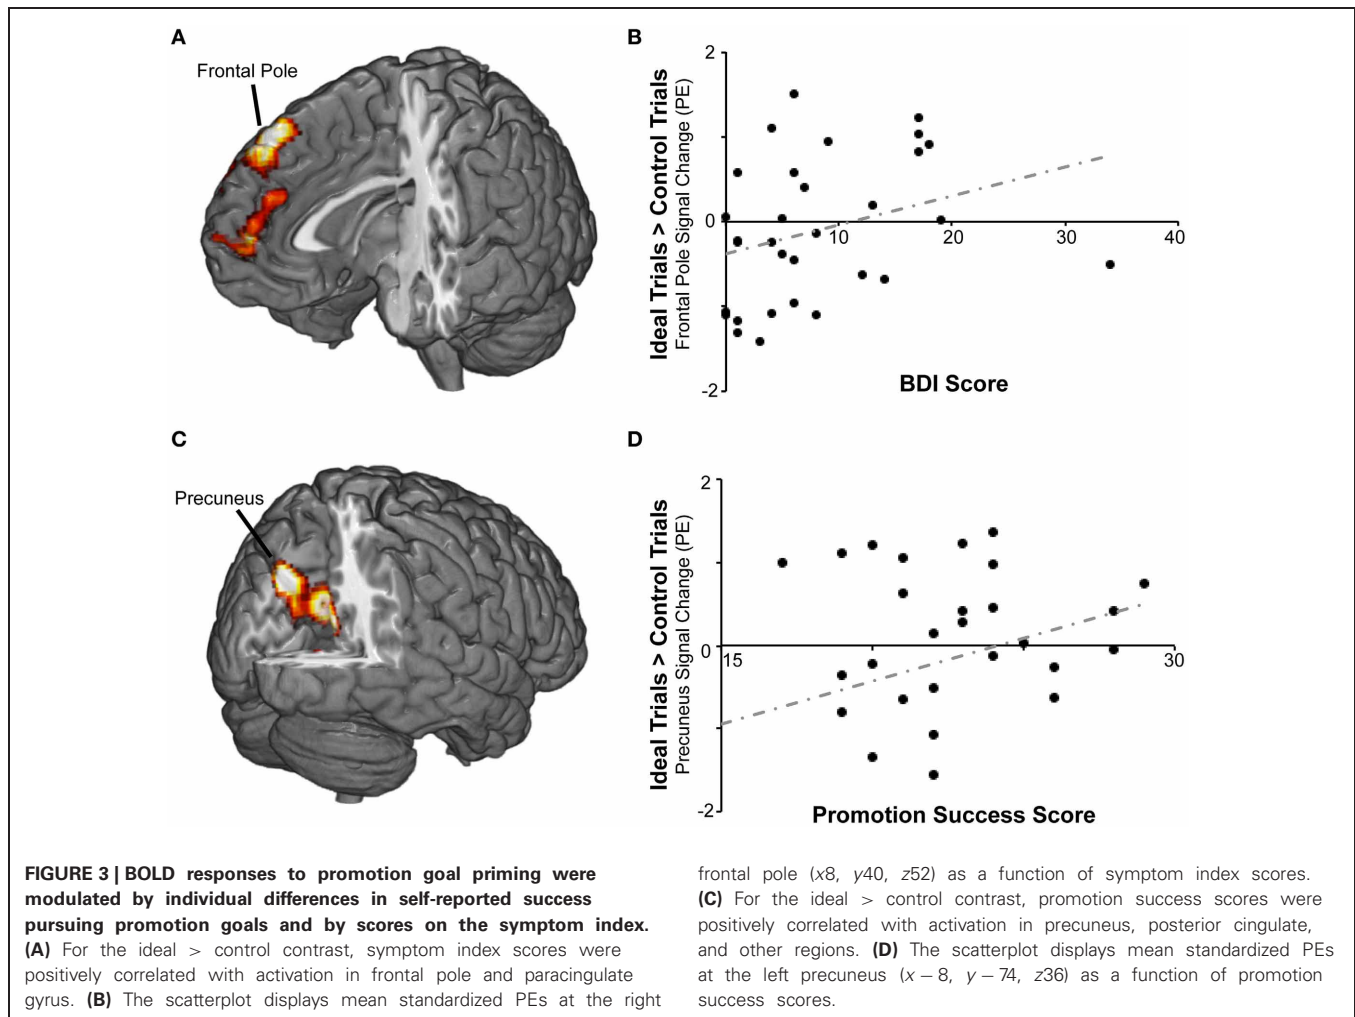 A
Frontal Pole
B
Ideal Trials > Control Trials
Frontal Pole Signal Change (PE)
2
0
-2
10
20
30
40
BDI Score
C
Precuneus
D
Ideal Trials > Control Trials
Precuneus Signal Change (PE)
2
0
-2
15
30
Promotion Success Score
FIGURE 3 | BOLD responses to promotion goal priming were
modulated by individual differences in self-reported success
pursuing promotion goals and by scores on the symptom index.
(A) For the ideal > control contrast, symptom index scores were
positively correlated with activation in frontal pole and paracingulate
gyrus. (B) The scatterplot displays mean standardized PEs at the right
frontal pole (x8, y40, z52) as a function of symptom index scores.
(C) For the ideal > control contrast, promotion success scores were
positively correlated with activation in precuneus, posterior cingulate,
and other regions. (D) The scatterplot displays mean standardized PEs
at the left precuneus (x − 8, y − 74, z36) as a function of promotion
success scores.